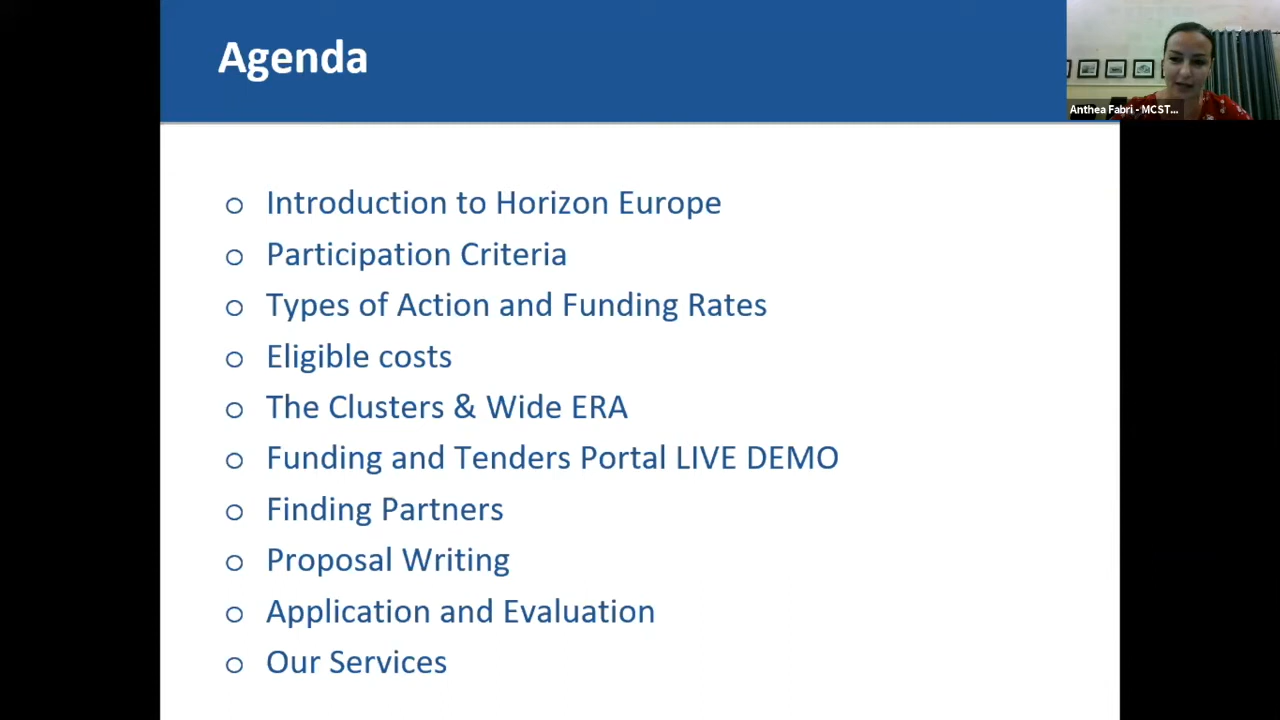 Agenda
Anthea Fabri - MCST...
Introduction to Horizon Europe
Participation Criteria
Types of Action and Funding Rates
Eligible costs
The Clusters & Wide ERA
Funding and Tenders Portal LIVE DEMO
Finding Partners
Proposal Writing
Application and Evaluation
Our Services